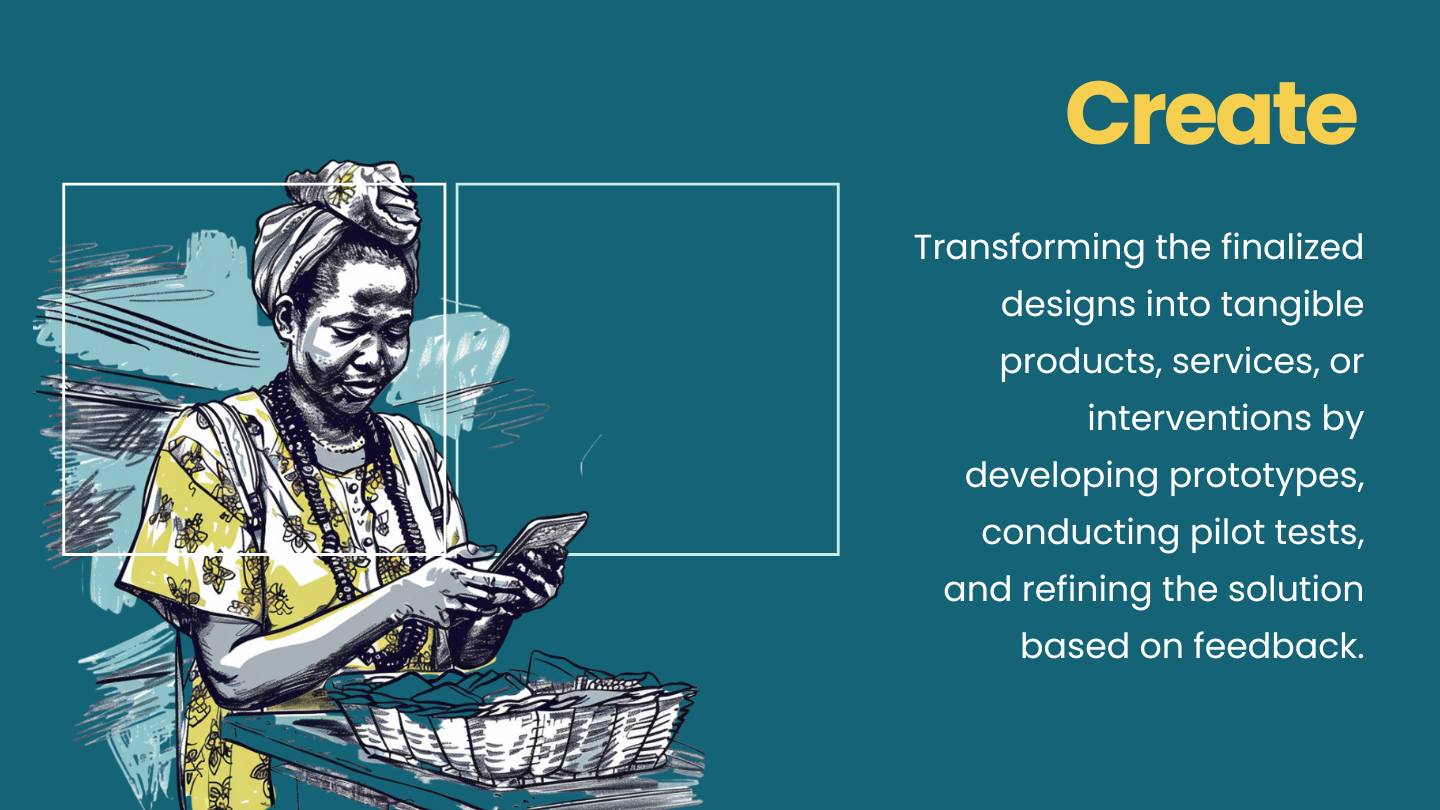 Create
Transforming the finalized
designs into tangible
products, services, or
interventions by
developing prototypes,
conducting pilot tests,
and refining the solution
based on feedback.